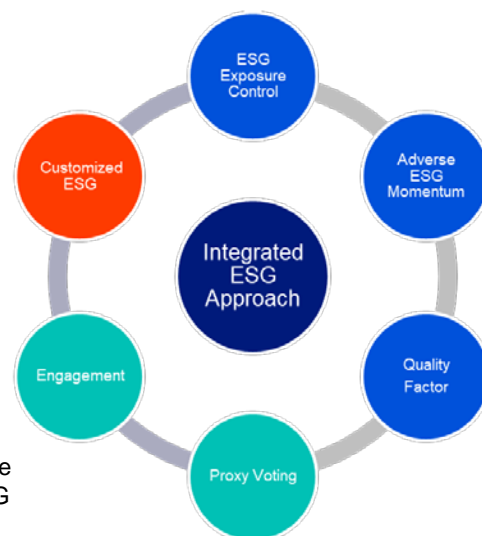 ESG
Exposure
Control
Customized
ESG
Adverse
ESG
Momentum
Integrated
ESG
Approach
Engagement
Quality
Factor
Proxy Voting